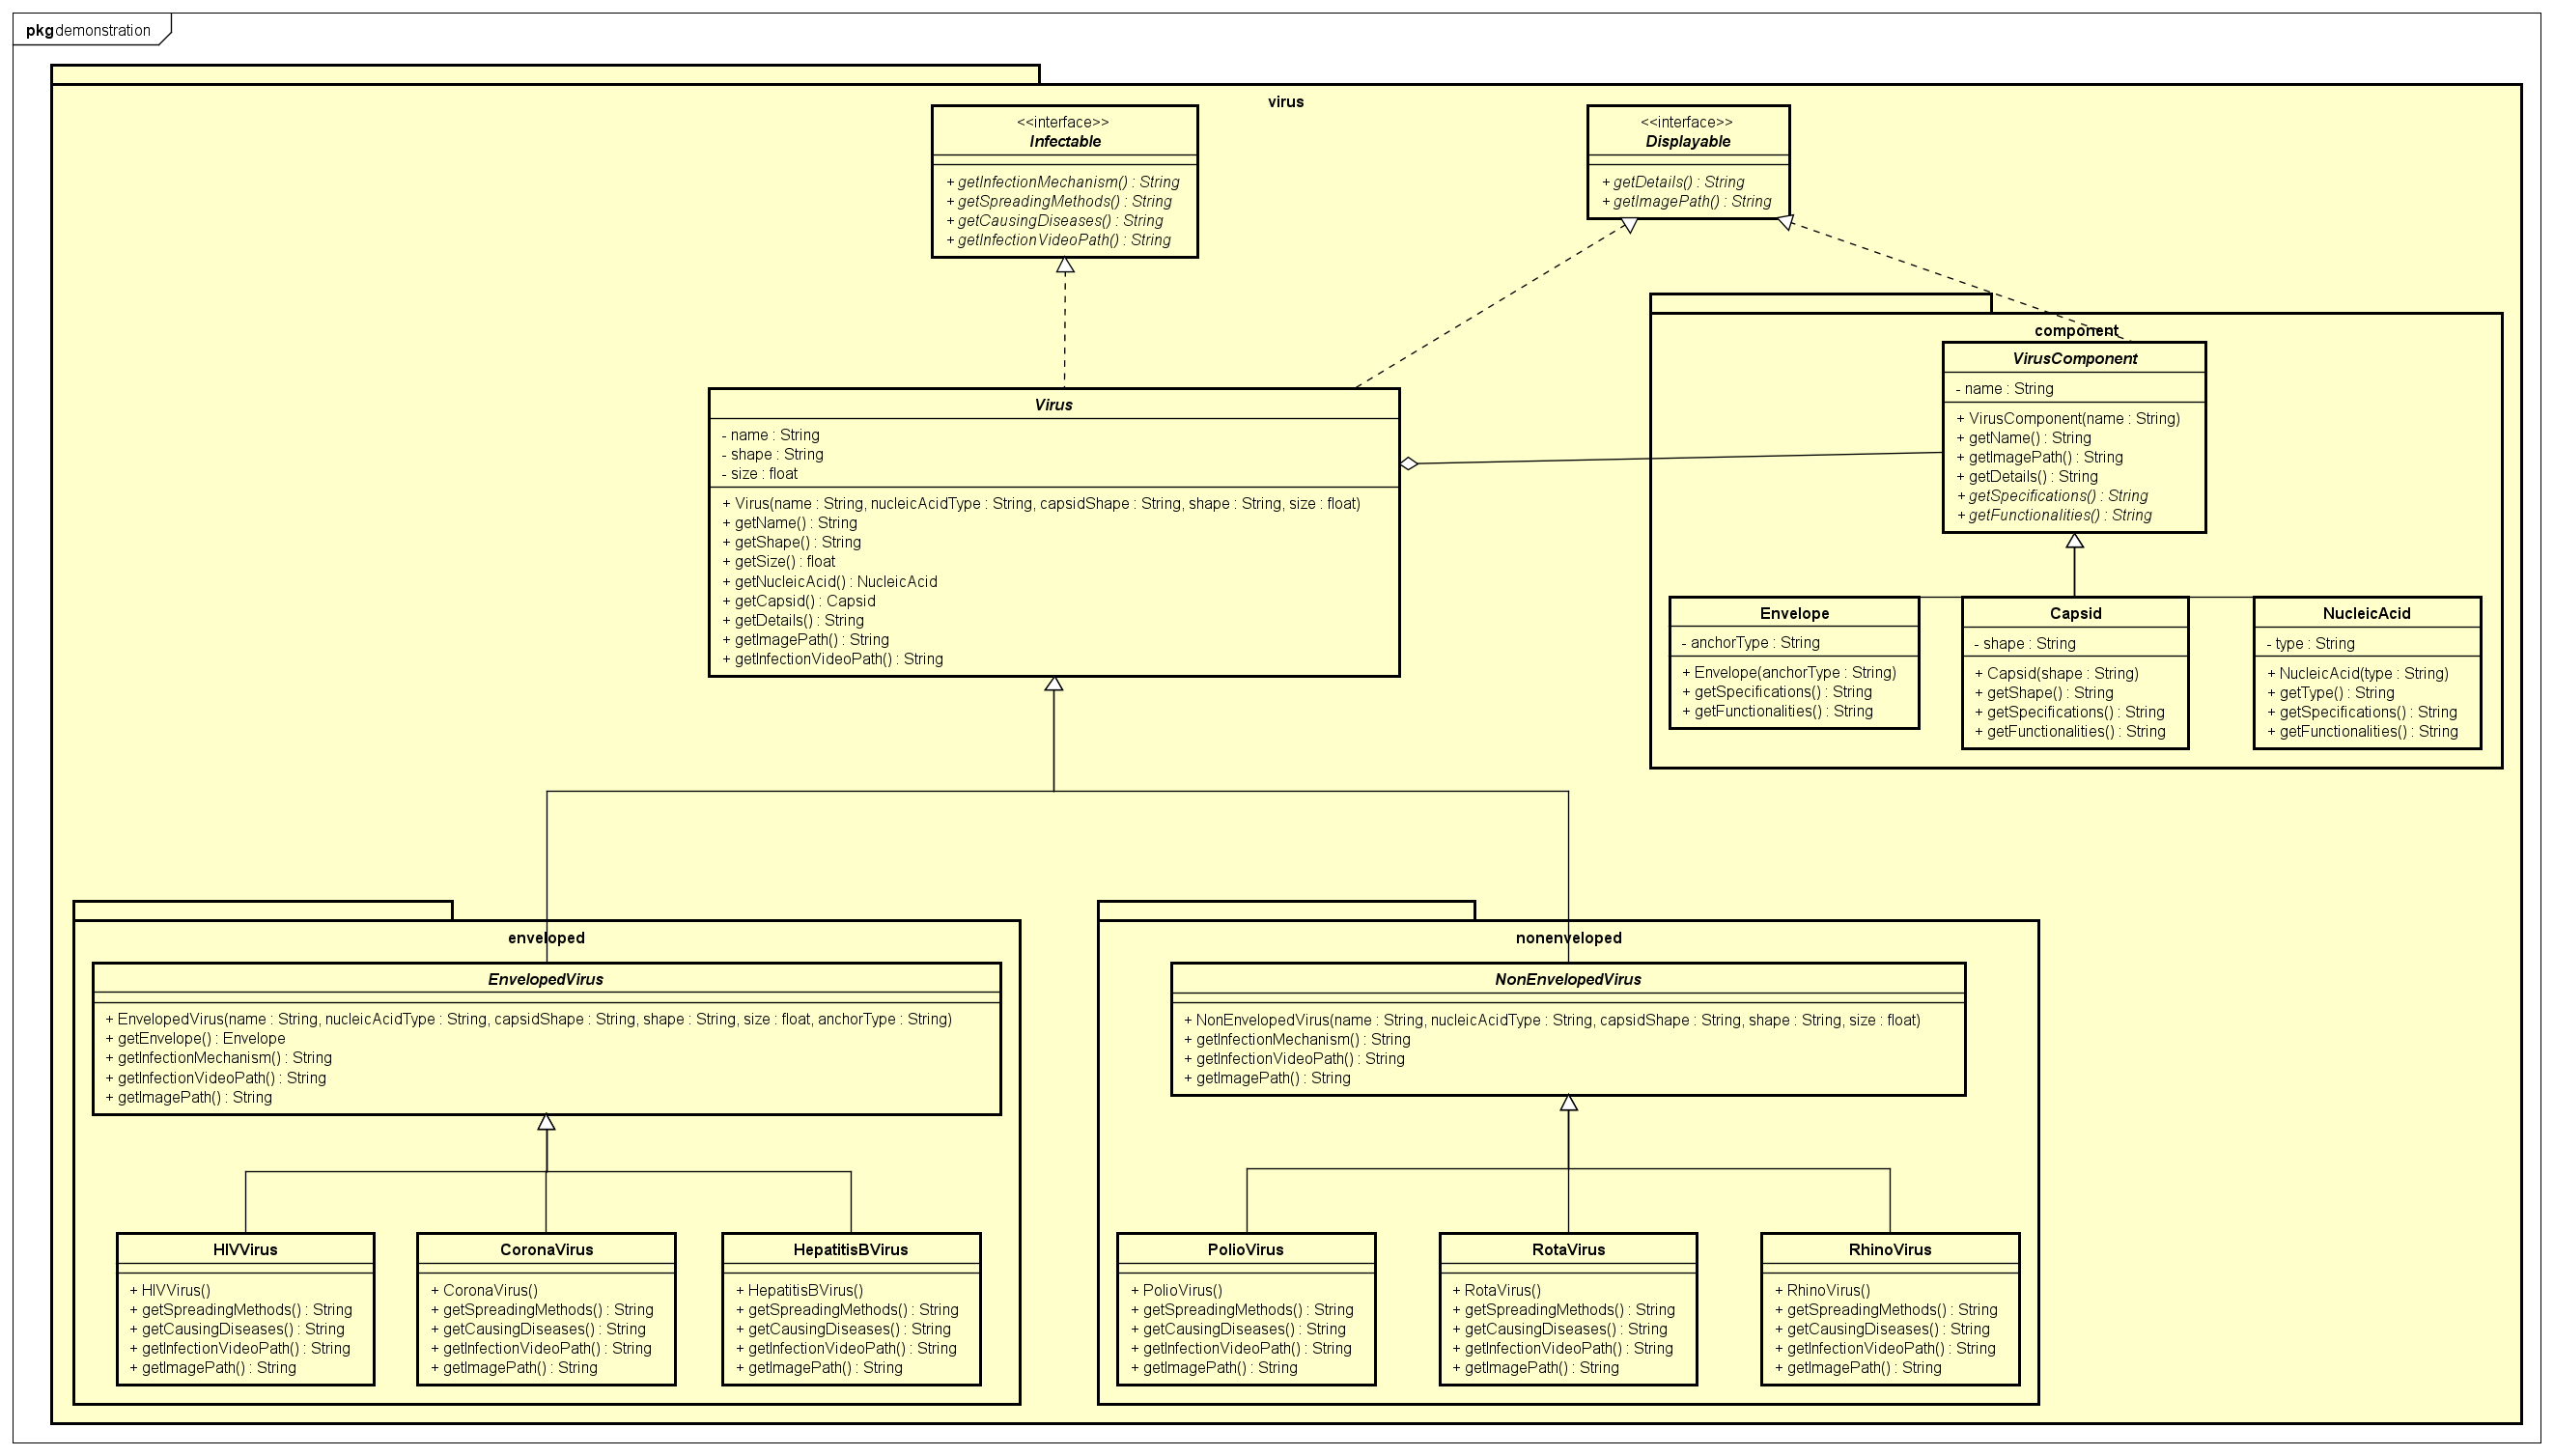 pkg demonstration
virus
<<interface>>
Infectable
+ getInfectionMechanism() : String
+ getSpreadingMethods() : String
+ getCausingDiseases() : String
+ getInfectionVideoPath() : String
<<interface>>
Displayable
+ getDetails() : String
+ getImagePath() : String
component
VirusComponent
- name : String
+ VirusComponent(name : String)
+ getName() : String
+ getImagePath() : String
+ getDetails() : String
+ getSpecifications() : String
+ getFunctionalities() : String
Virus
- name : String
- shape : String
- size : float
+ Virus(name : String, nucleicAcidType : String, capsidShape : String, shape : String, size : float)
+ getName() : String
+ getShape() : String
+ getSize() : float
+ getNucleicAcid() : NucleicAcid
+ getCapsid() : Capsid
+ getDetails() : String
+ getImagePath() : String
+ getInfectionVideoPath() : String
Envelope
- anchorType : String
+ Envelope(anchorType : String)
+ getSpecifications() : String
+ getFunctionalities() : String
Capsid
- shape : String
+ Capsid(shape : String)
+ getShape() : String
+ getSpecifications() : String
+ getFunctionalities() : String
NucleicAcid
- type : String
+ NucleicAcid(type : String)
+ getType() : String
+ getSpecifications() : String
+ getFunctionalities() : String
enveloped
EnvelopedVirus
+ EnvelopedVirus(name : String, nucleicAcidType : String, capsidShape : String, shape : String, size : float, anchorType : String)
+ getEnvelope() : Envelope
+ getInfectionMechanism() : String
+ getInfectionVideoPath() : String
+ getImagePath() : String
HIVVirus
+ HIVVirus()
+ getSpreadingMethods() : String
+ getCausingDiseases() : String
+ getInfectionVideoPath() : String
+ getImagePath() : String
CoronaVirus
+ CoronaVirus()
+ getSpreadingMethods() : String
+ getCausingDiseases() : String
+ getInfectionVideoPath() : String
+ getImagePath() : String
HepatitisBVirus
+ HepatitisBVirus()
+ getSpreadingMethods() : String
+ getCausingDiseases() : String
+ getInfectionVideoPath() : String
+ getImagePath() : String
nonenveloped
NonEnvelopedVirus
+ NonEnvelopedVirus(name : String, nucleicAcidType : String, capsidShape : String, shape : String, size : float)
+ getInfectionMechanism() : String
+ getInfectionVideoPath() : String
+ getImagePath() : String
PolioVirus
+ PolioVirus()
+ getSpreadingMethods() : String
+ getCausingDiseases() : String
+ getInfectionVideoPath() : String
+ getImagePath() : String
RotaVirus
+ RotaVirus()
+ getSpreadingMethods() : String
+ getCausingDiseases() : String
+ getInfectionVideoPath() : String
+ getImagePath() : String
RhinoVirus
+ RhinoVirus()
+ getSpreadingMethods() : String
+ getCausingDiseases() : String
+ getInfectionVideoPath() : String
+ getImagePath() : String